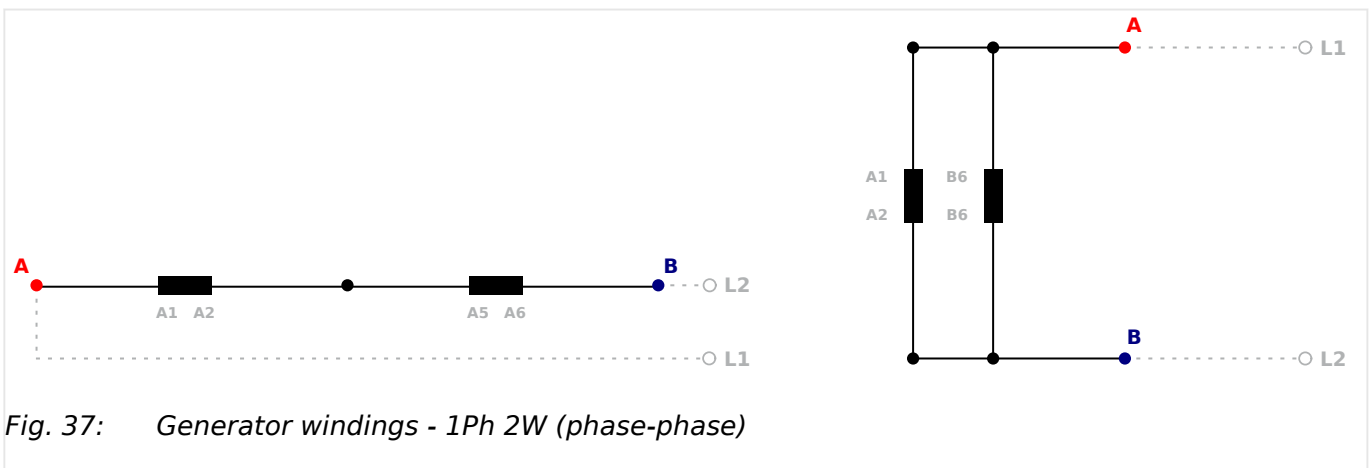 A
L1
A1 B6
A2 B6
A B L2
A1 A2 A5 A6
B
L1 L2
Fig. 37: Generator windings - 1Ph 2W (phase-phase)